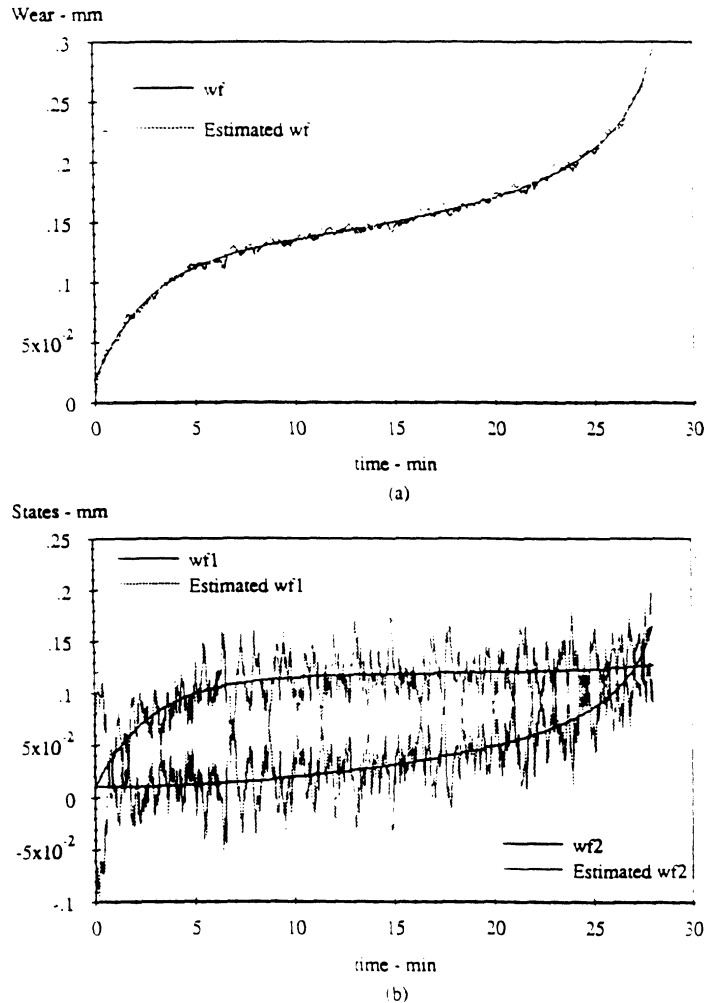 Wear - mm
.3
.25
.2
.15
.1
5x10-2
0
wf
Estimated wf
0 5 10 15 20 25 30
time - min
(a)
States - mm
.25
.2
.15
.1
5x10-2
0
-5x10-2
-.1
wf1
Estimated wf1
wf2
Estimated wf2
0 5 10 15 20 25 30
time - min
(b)